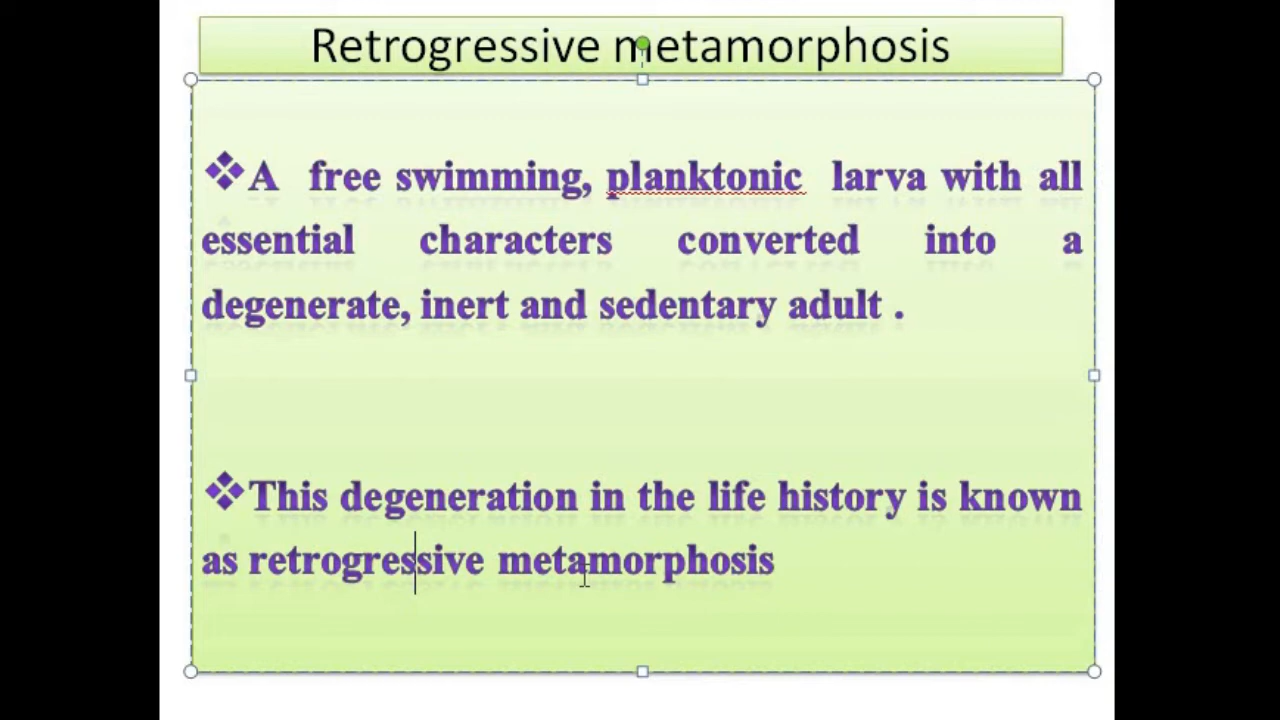 Retrogressive metamorphosis
❖A free swimming, planktonic larva with all
essential characters converted into a
degenerate, inert and sedentary adult .
❖This degeneration in the life history is known
as retrogressive metamorphosis